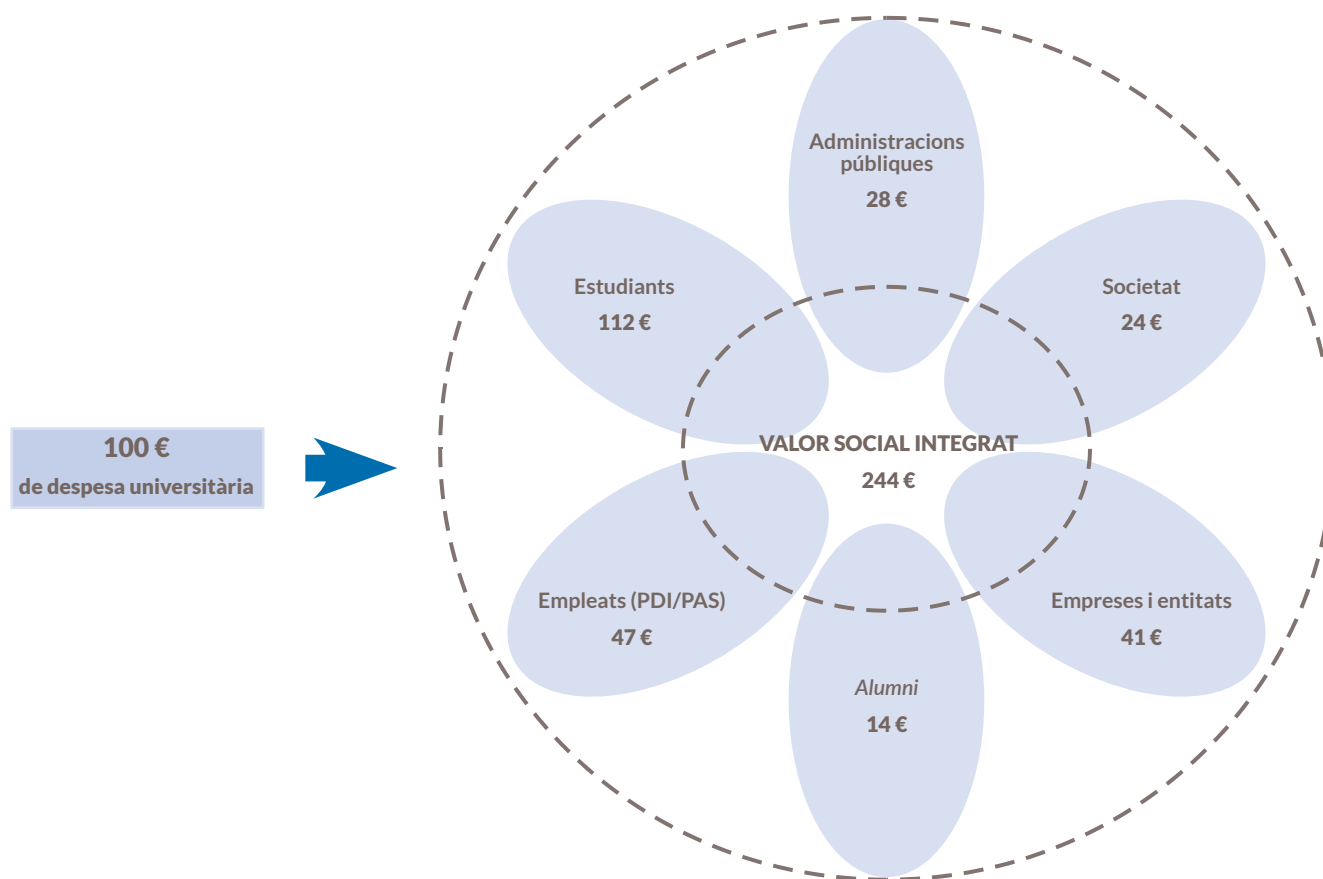 Administracions
públiques
28 €
Estudiants
112 €
Societat
24 €
100 €
de despesa universitària
VALOR SOCIAL INTEGRAT
244 €
Empleats (PDI/PAS)
47 €
Empreses i entitats
41 €
Alumni
14 €